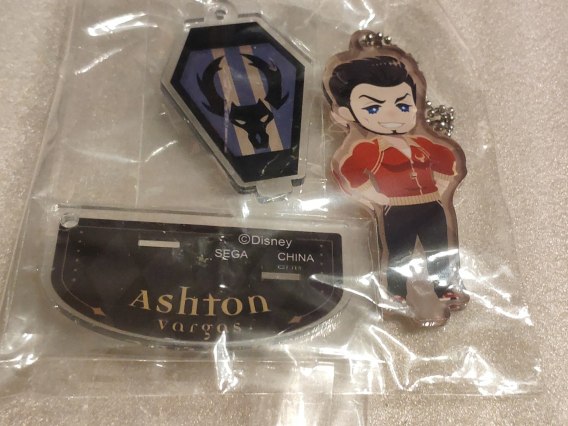 ©Disney
SEGA CHINA
Ashton
Vargas